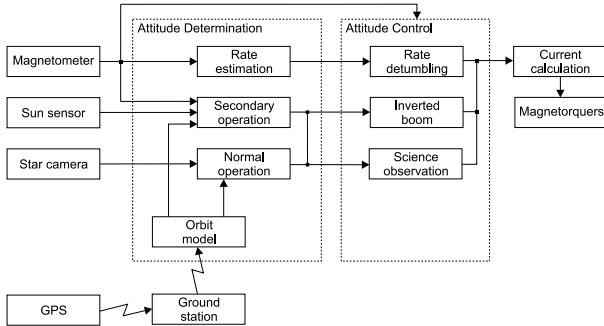 Attitude Determination
Attitude Control
Magnetometer
Rate
estimation
Rate
detumbling
Current
calculation
Sun sensor
Secondary
operation
Inverted
boom
Magnetorquers
Star camera
Normal
operation
Science
observation
Orbit
model
GPS
Ground
station